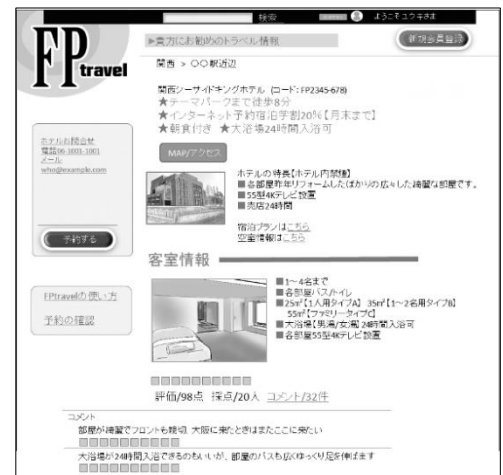 検索
ようこそユウキさま
FP travel
▶貴方にお勧めのトラベル情報
新規会員登録
関西 > 〇〇駅近辺
関西シーサイドキングホテル (コード:FP2345-678)
★テーマパークまで徒歩8分
★インターネット予約宿泊学割20%【月末まで】
★朝食付き ★大浴場24時間入浴可
MAP/アクセス
ホテルお問合せ
電話06-1001-1001
メール
who@example.com
予約する
ホテルの特長【ホテル内禁煙】
■各部屋昨年リフォームしたばかりの広々した綺麗な部屋です。
■55型4Kテレビ設置
■売店24時間
宿泊プランはこちら
空室情報はこちら
客室情報
FPtravelの使い方
予約の確認
■1～4名まで
■各部屋バス/トイレ
■25㎡【1人用タイプA】 35㎡【1～2名用タイプB】
55㎡【ファミリータイプC】
■大浴場【男湯/女湯】24時間入浴可
■各部屋55型4Kテレビ設置
評価/98点 採点/20人 コメント/32件
コメント
部屋が綺麗でフロントも親切 大阪に来たときはまたここに来たい
大浴場が24時間入浴できるのもいいが、部屋のバスも広くゆっくり足を伸ばます